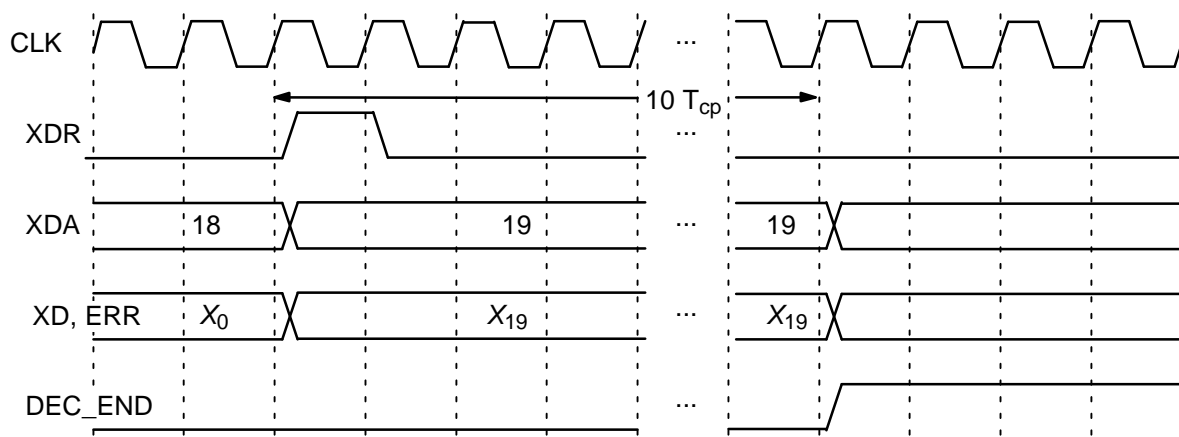 CLK ...
10 Tcp
XDR ...
XDA 18 19 ... 19
XD, ERR X0 X19 ... X19
DEC_END ...